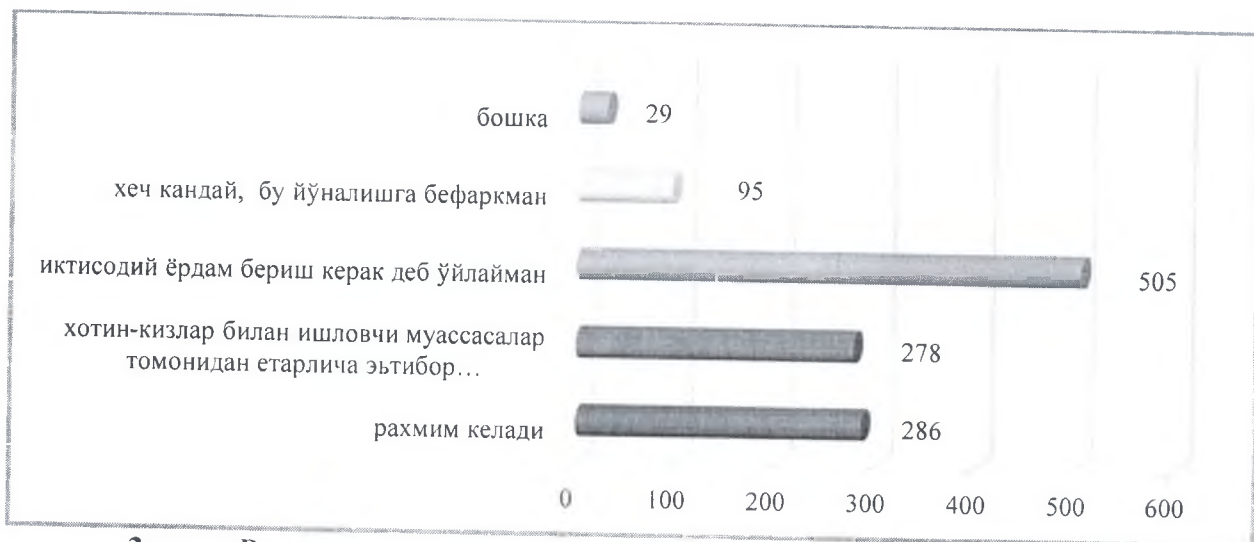 бошка 29
хеч кандай, бу йўналишга бефаркман 95
иктисодий ёрдам бериш керак деб ўйлайман 505
хотин-кизлар билан ишловчи муассасалар
томонидан етарлича эътибор... 278
рахмим келади 286
0 100 200 300 400 500 600